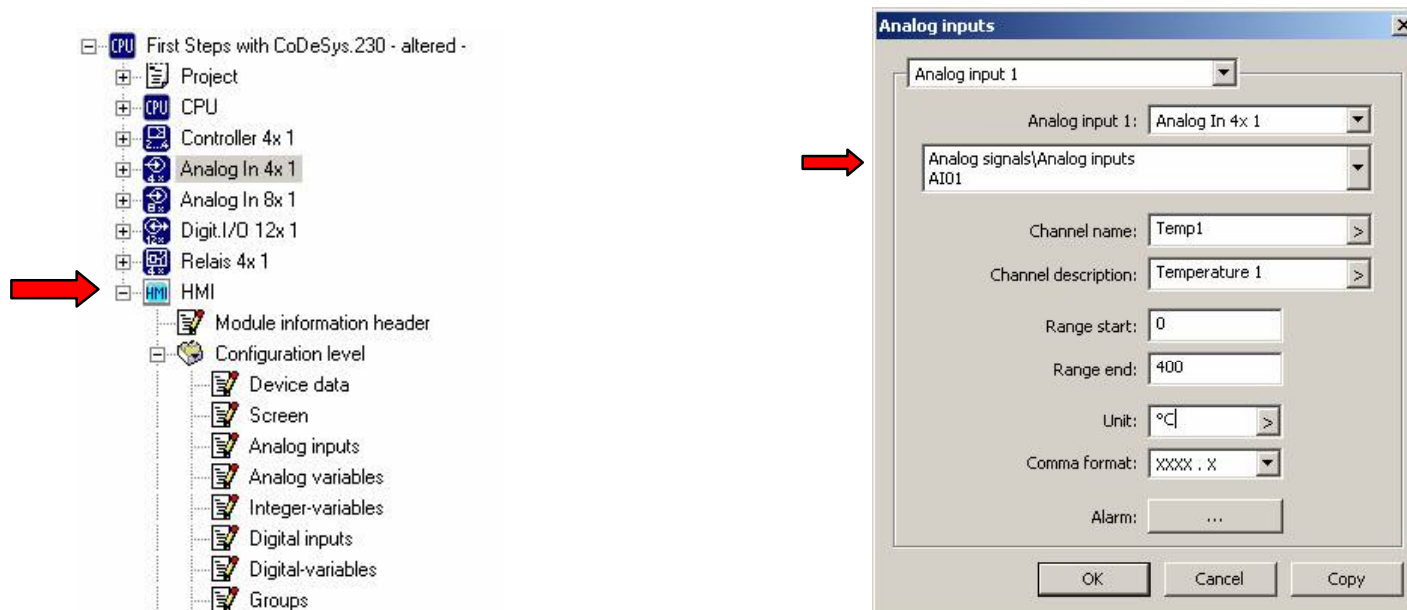 First Steps with CoDeSys.230 - altered -
Project
CPU
Controller 4x 1
Analog In 4x 1
Analog In 8x 1
Digit.I/O 12x 1
Relais 4x 1
HMI
Module information header
Configuration level
Device data
Screen
Analog inputs
Analog variables
Integer-variables
Digital inputs
Digital-variables
Groups
Analog inputs
Analog input 1
Analog input 1: Analog In 4x 1
Analog signals\Analog inputs
AI01
Channel name: Temp1 >
Channel description: Temperature 1 >
Range start: 0
Range end: 400
Unit: °C >
Comma format: xxxx . x
Alarm: ...
OK Cancel Copy